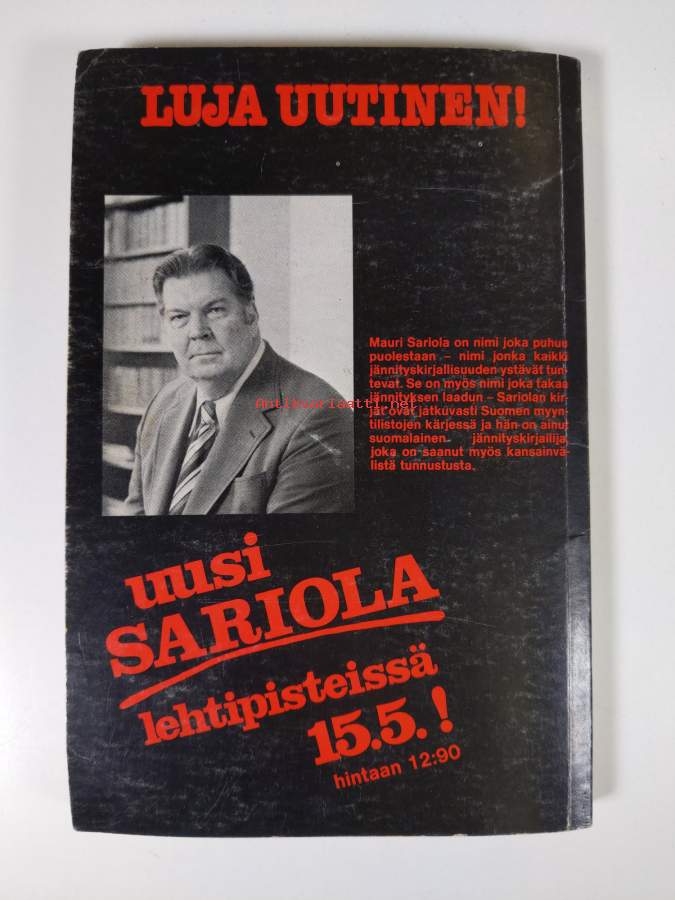 LUJA UUTINEN!
Mauri Sariola on nimi joka puhuu
puolestaan – nimi jonka kaikki
jännityskirjallisuuden ystävät tun-
tevat. Se on myös nimi joka takaa
jännityksen laadun – Sariolan kir-
jat ovat jatkuvasti Suomen myyn-
tilistojen kärjessä ja hän on ainut
suomalainen jännityskirjailija,
joka on saanut myös kansainvä-
listä tunnustusta.
Antikvariaatti.net
uusi
SARIOLA
lehtipisteissä
15.5.!
hintaan 12:90